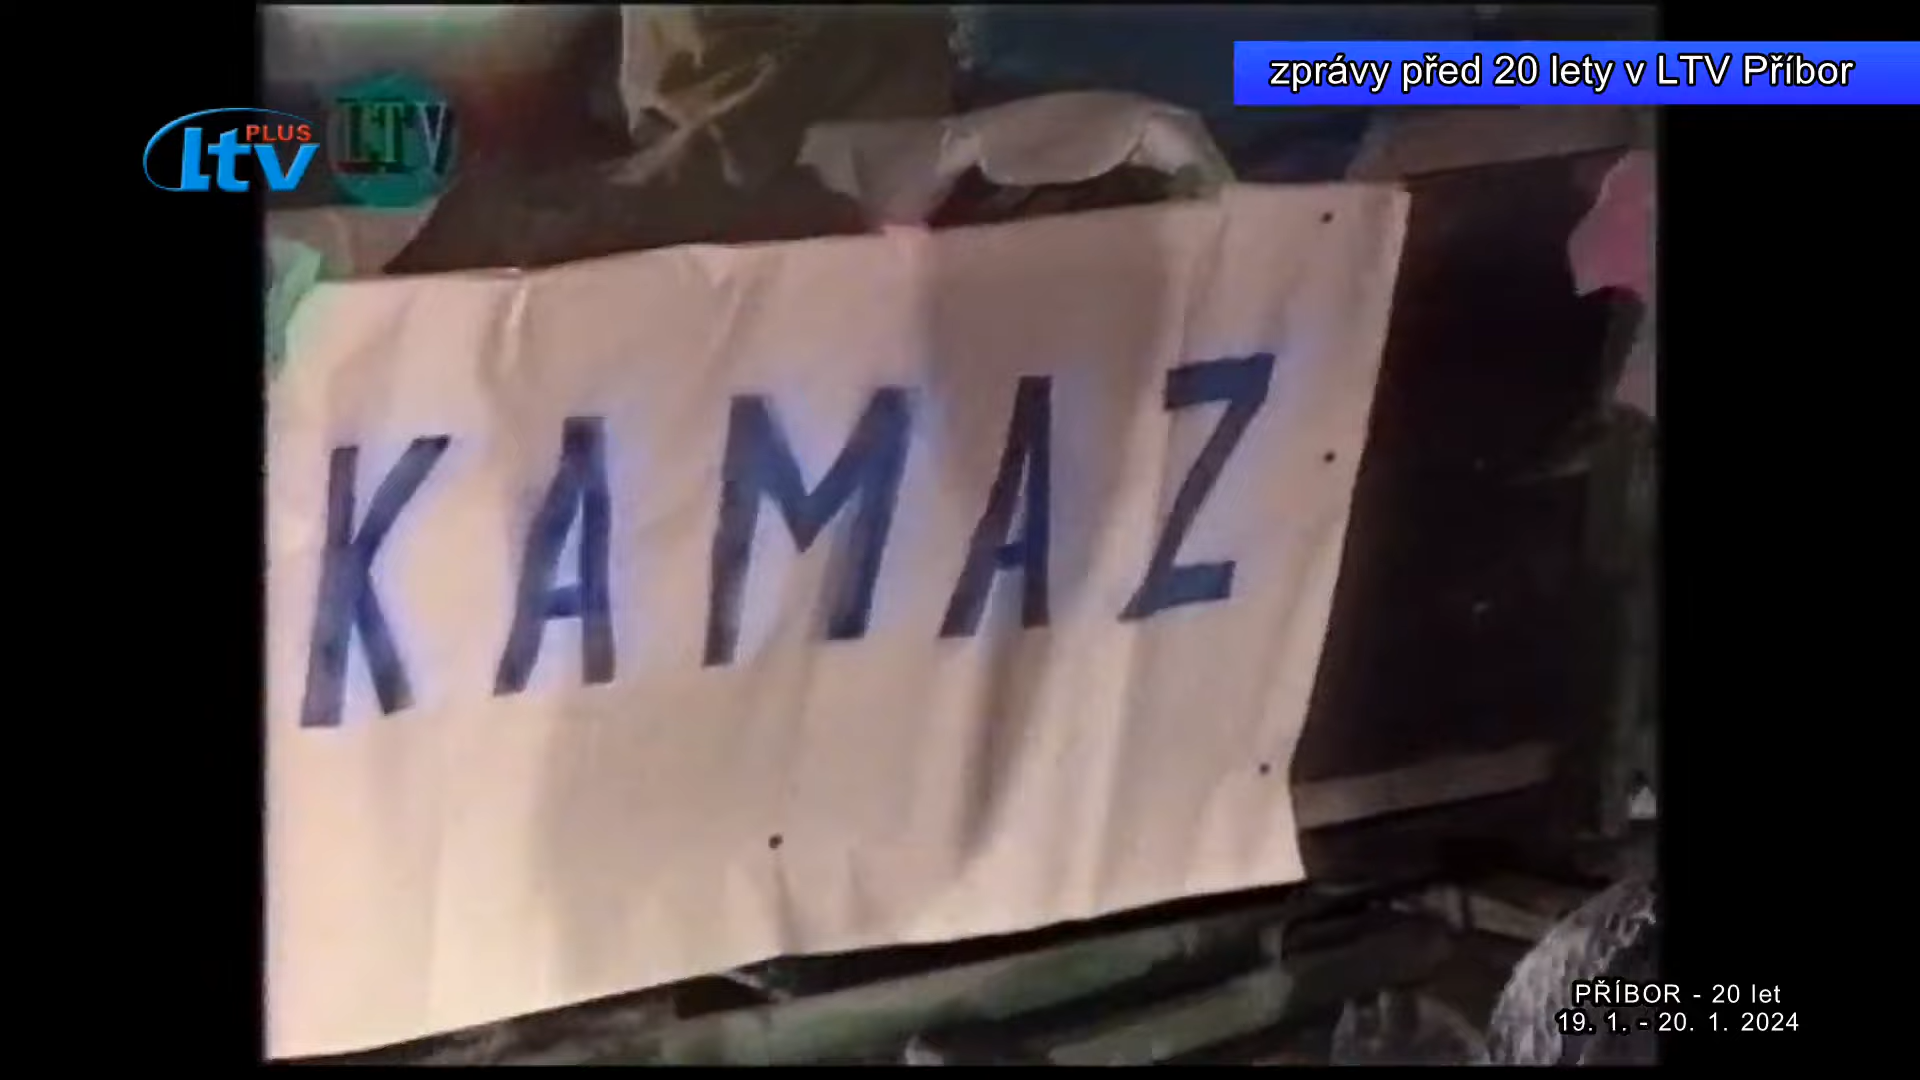 zprávy před 20 lety v LTV Příbor
ltv PLUS
LTV
KAMAZ
PŘÍBOR - 20 let
19. 1. - 20. 1. 2024